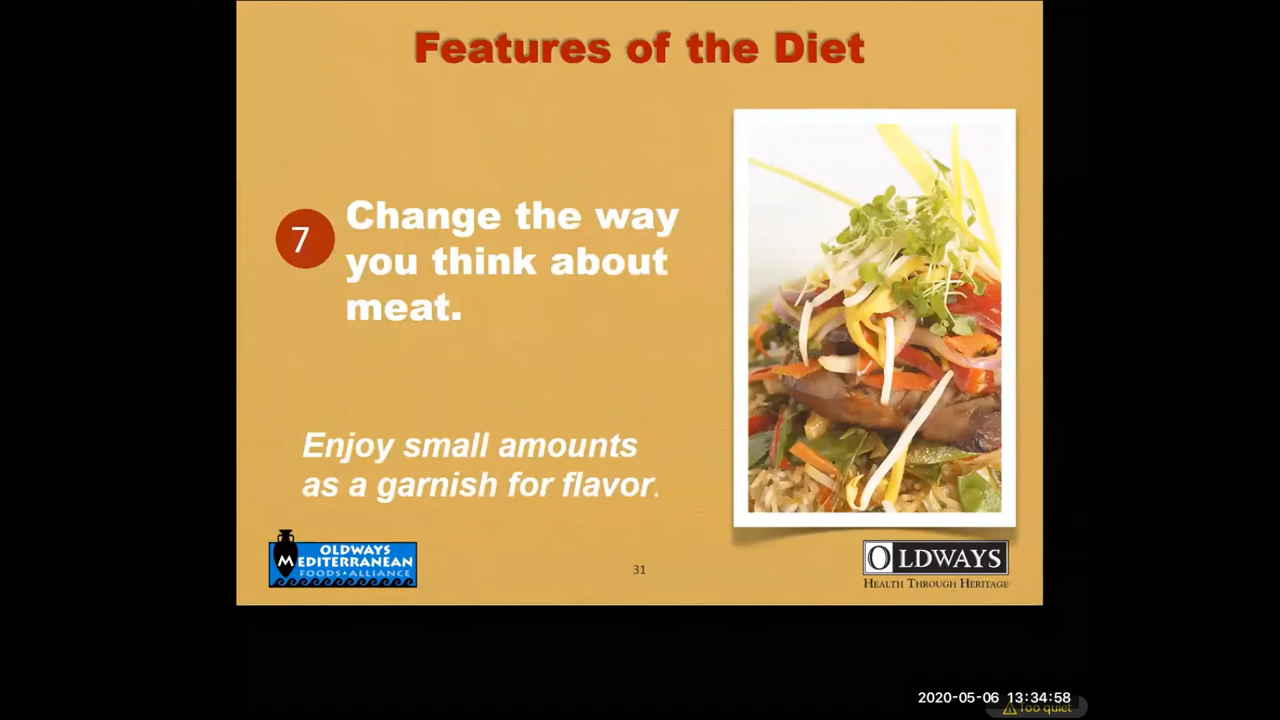 Features of the Diet
7
Change the way
you think about
meat.
Enjoy small amounts
as a garnish for flavor.
OLDWAYS
MEDITERRANEAN
FOODS•ALLIANCE
31
OLDWAYS
HEALTH THROUGH HERITAGE
2020-05-06 13:34:58
Too quiet